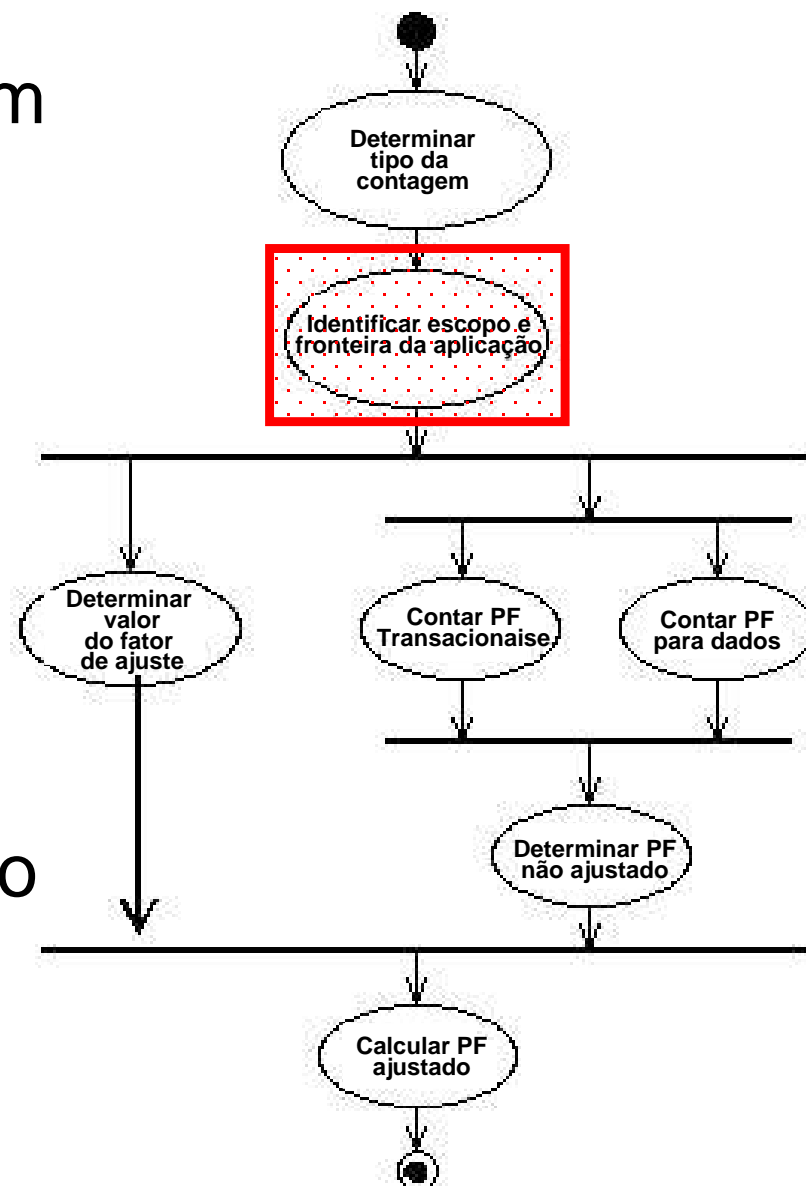 m
Determinar
tipo da
contagem
Identificar escopo e
fronteira da aplicação
Determinar
valor
do fator
de ajuste
Contar PF
Transacionaise
Contar PF
para dados
Determinar PF
não ajustado
o
Calcular PF
ajustado